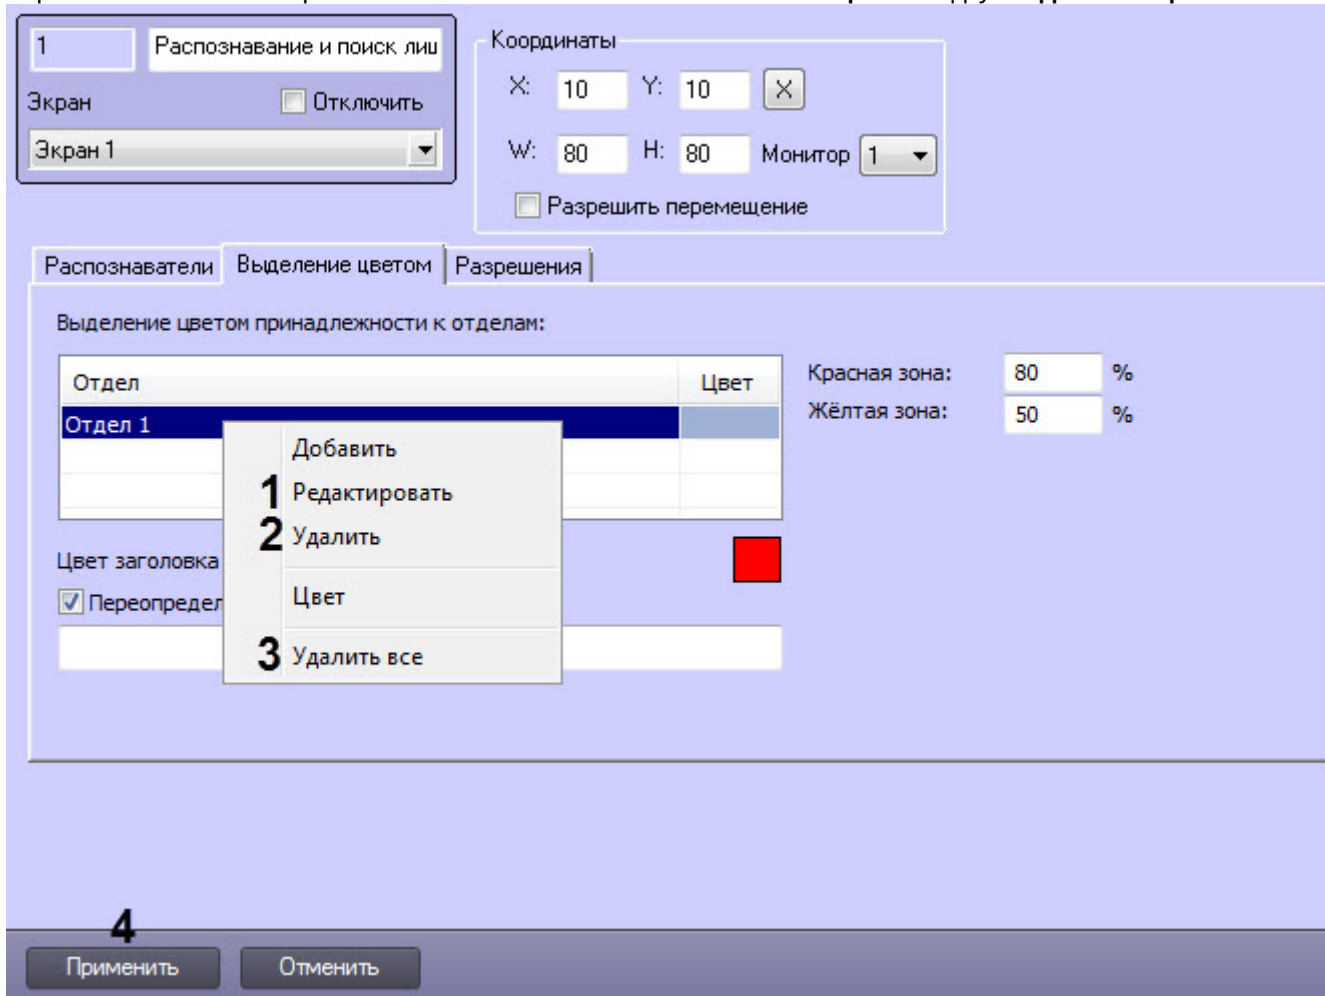 1 Распознавание и поиск лиц
Экран Отключить
Экран 1
Координаты
X: 10 Y: 10 X
W: 80 H: 80 Монитор 1
Разрешить перемещение
Распознаватели Выделение цветом Разрешения
Выделение цветом принадлежности к отделам:
Отдел Цвет
Красная зона: 80 %
Отдел 1
Жёлтая зона: 50 %
Добавить
1 Редактировать
2 Удалить
Цвет заголовка
Цвет
Переопредел
3 Удалить все
4
Применить Отменить